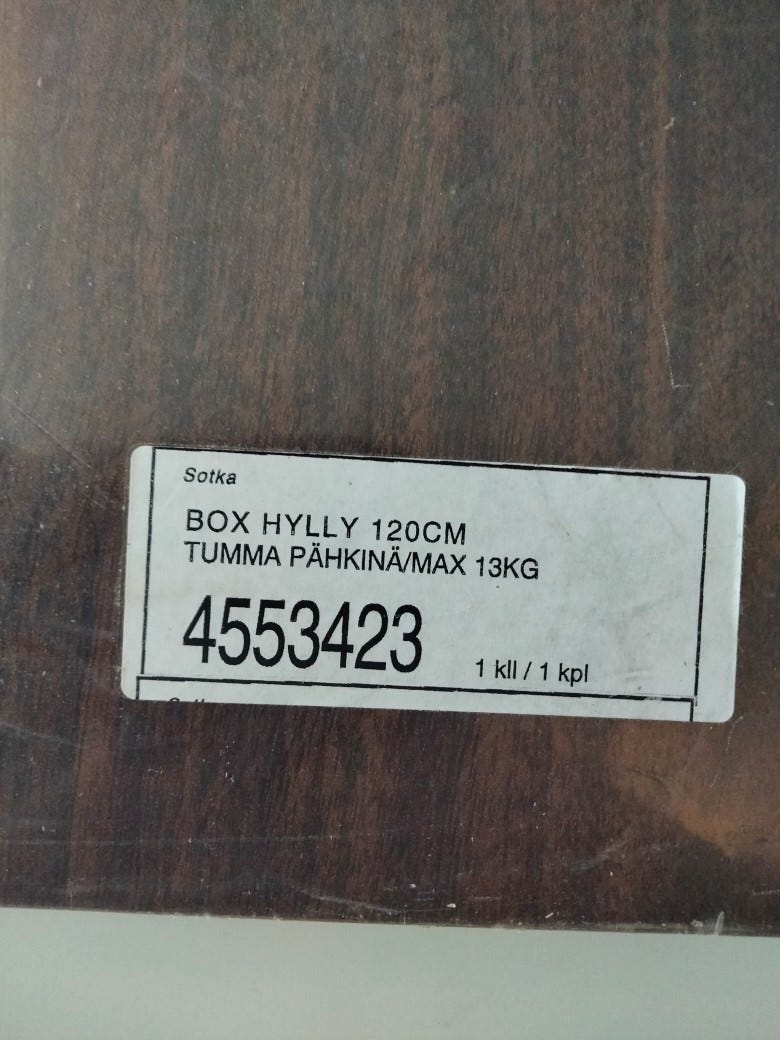 Sotka
BOX HYLLY 120CM
TUMMA PÄHKINÄ/MAX 13KG
4553423
1 kll / 1 kpl